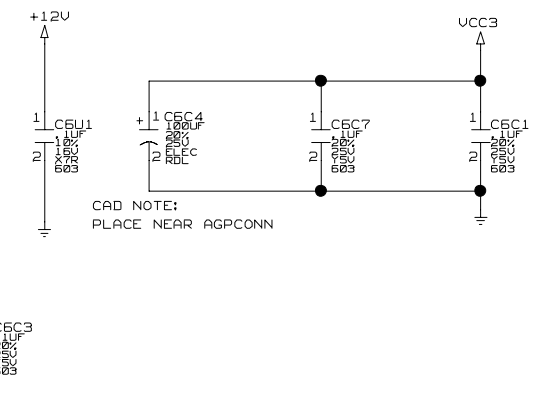 +12V
VCC3
1
C6U1
.1UF
10%
16V
X7R
603
2
+
1
C6C4
100UF
20%
25V
ELEC
RDL
2
1
C6C7
.1UF
20%
25V
Y5V
603
2
1
C6C1
.1UF
20%
25V
Y5V
603
2
CAD NOTE:
PLACE NEAR AGPCONN
C6C3
1UF